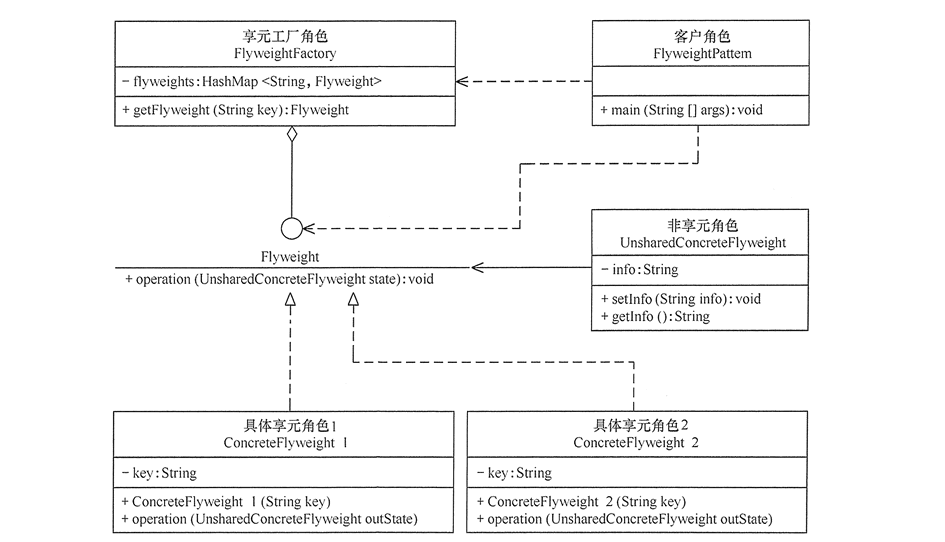 享元工厂角色
FlyweightFactory
- flyweights:HashMap <String, Flyweight>
+ getFlyweight (String key):Flyweight
客户角色
FlyweightPattem
+ main (String [] args):void
Flyweight
+ operation (UnsharedConcreteFlyweight state):void
非享元角色
UnsharedConcreteFlyweight
- info:String
+ setInfo (String info):void
+ getInfo ():String
具体享元角色1
ConcreteFlyweight 1
- key:String
+ ConcreteFlyweight 1 (String key)
+ operation (UnsharedConcreteFlyweight outState)
具体享元角色2
ConcreteFlyweight 2
- key:String
+ ConcreteFlyweight 2 (String key)
+ operation (UnsharedConcreteFlyweight outState)